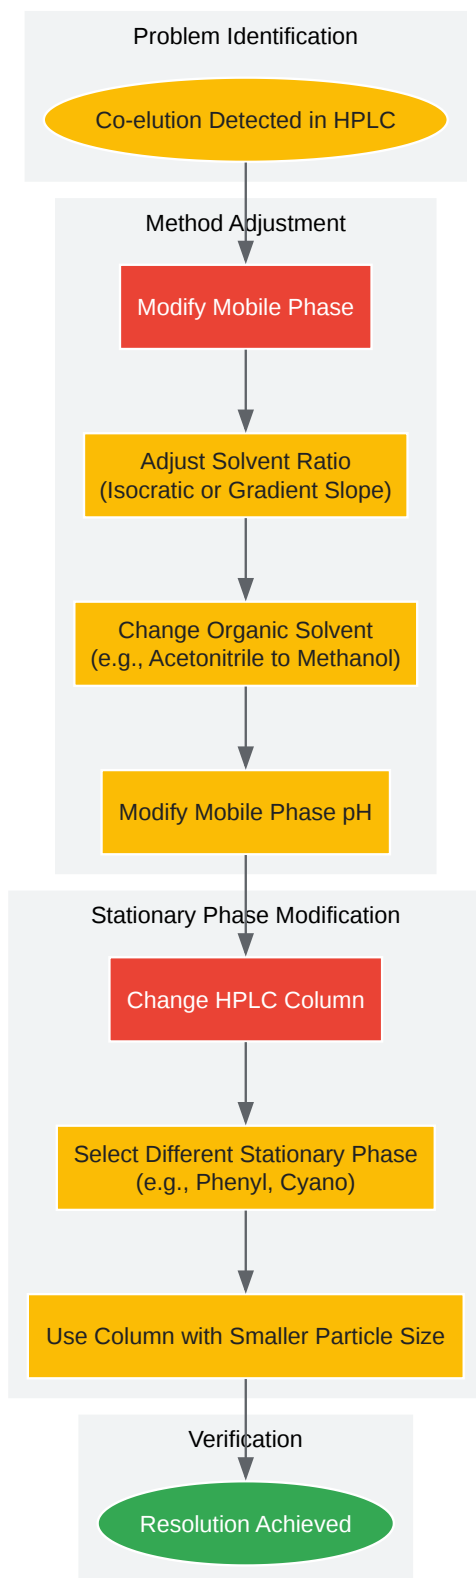 Problem Identification
Co-elution Detected in HPLC
Method Adjustment
Modify Mobile Phase
Adjust Solvent Ratio
(Isocratic or Gradient Slope)
Change Organic Solvent
(e.g., Acetonitrile to Methanol)
Modify Mobile Phase pH
Stationary Phase Modification
Change HPLC Column
Select Different Stationary Phase
(e.g., Phenyl, Cyano)
Use Column with Smaller Particle Size
Verification
Resolution Achieved